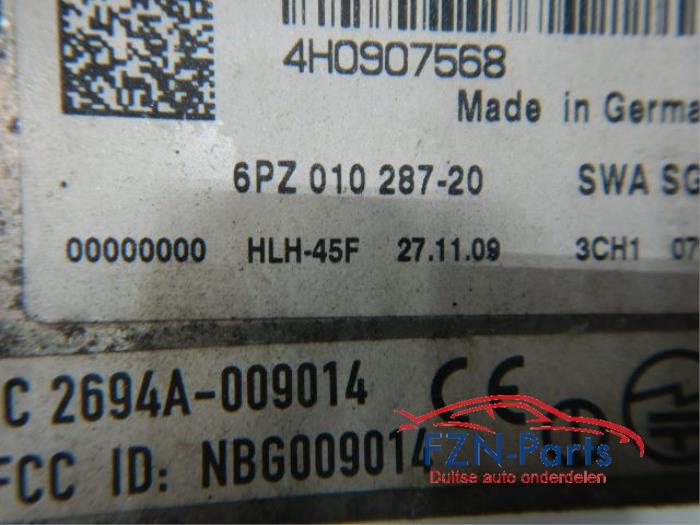 4H0907568
Made in Germa
6PZ 010 287-20 SWA SG
00000000 HLH-45F 27.11.09 3CH1 07
C 2694A-009014 CE
FCC ID: NBG009014
FZN-Parts
Duitse auto onderdelen